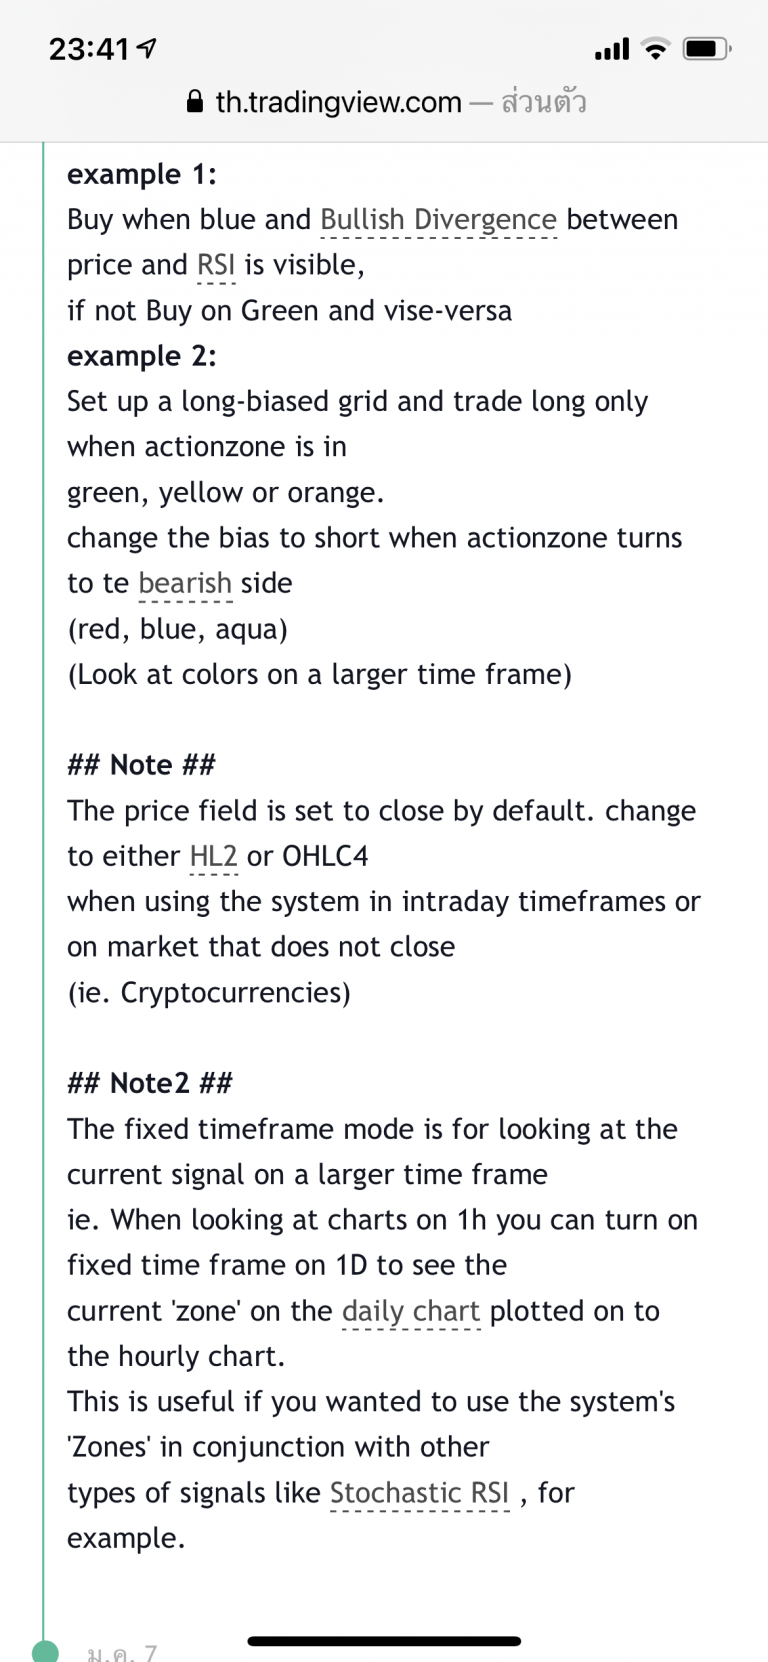 23:41
th.tradingview.com — ส่วนตัว
example 1:
Buy when blue and Bullish Divergence between
price and RSI is visible,
if not Buy on Green and vise-versa
example 2:
Set up a long-biased grid and trade long only
when actionzone is in
green, yellow or orange.
change the bias to short when actionzone turns
to te bearish side
(red, blue, aqua)
(Look at colors on a larger time frame)
## Note ##
The price field is set to close by default. change
to either HL2 or OHLC4
when using the system in intraday timeframes or
on market that does not close
(ie. Cryptocurrencies)
## Note2 ##
The fixed timeframe mode is for looking at the
current signal on a larger time frame
ie. When looking at charts on 1h you can turn on
fixed time frame on 1D to see the
current 'zone' on the daily chart plotted on to
the hourly chart.
This is useful if you wanted to use the system's
'Zones' in conjunction with other
types of signals like Stochastic RSI , for
example.
ม.ค. 7